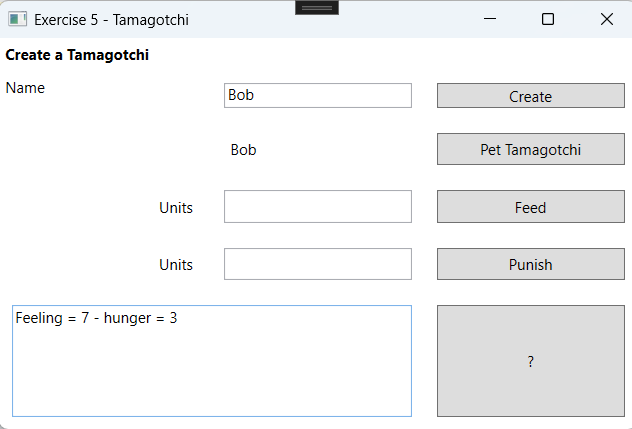 Exercise 5 - Tamagotchi
Create a Tamagotchi
Name
Bob
Create
Bob
Pet Tamagotchi
Units
Feed
Units
Punish
Feeling = 7 - hunger = 3
?